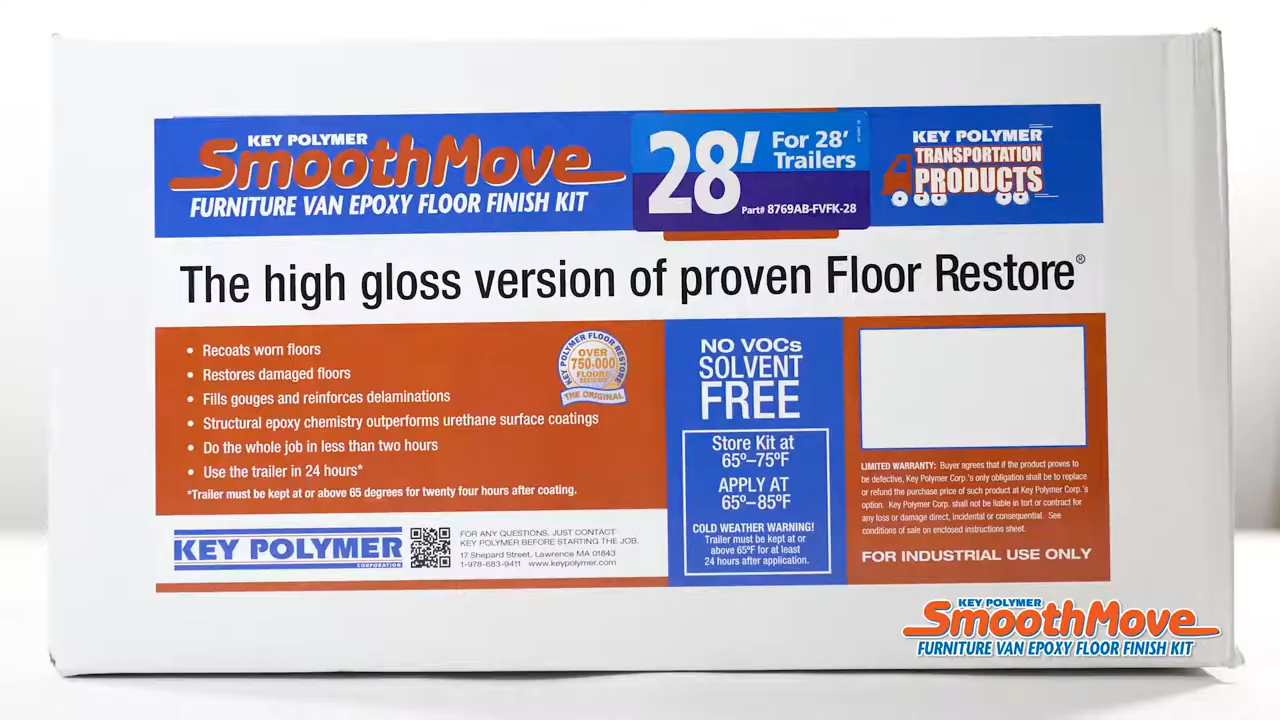 KEY POLYMER
SmoothMove
FURNITURE VAN EPOXY FLOOR FINISH KIT
28'
For 28'
Trailers
Part# 8769AB-FVFK-28
KEY POLYMER
TRANSPORTATION
PRODUCTS
The high gloss version of proven Floor Restore®
• Recoats worn floors
• Restores damaged floors
• Fills gouges and reinforces delaminations
• Structural epoxy chemistry outperforms urethane surface coatings
• Do the whole job in less than two hours
• Use the trailer in 24 hours*
*Trailer must be kept at or above 65 degrees for twenty four hours after coating.
KEY POLYMER FLOOR RESTORE
OVER
750,000
FLOORS
RESTORED
THE ORIGINAL
KEY POLYMER
CORPORATION
FOR ANY QUESTIONS, JUST CONTACT
KEY POLYMER BEFORE STARTING THE JOB.
17 Shepard Street, Lawrence MA 01843
1-978-683-9411 www.keypolymer.com
NO VOCs
SOLVENT
FREE
Store Kit at
65º–75ºF
APPLY AT
65º–85ºF
COLD WEATHER WARNING!
Trailer must be kept at or
above 65ºF for at least
24 hours after application.
LIMITED WARRANTY: Buyer agrees that if the product proves to
be defective, Key Polymer Corp.'s only obligation shall be to replace
or refund the purchase price of such product at Key Polymer Corp.'s
option. Key Polymer Corp. shall not be liable in tort or contract for
any loss or damage direct, incidental or consequential. See
conditions of sale on enclosed instructions sheet.
FOR INDUSTRIAL USE ONLY
KEY POLYMER
SmoothMove
FURNITURE VAN EPOXY FLOOR FINISH KIT